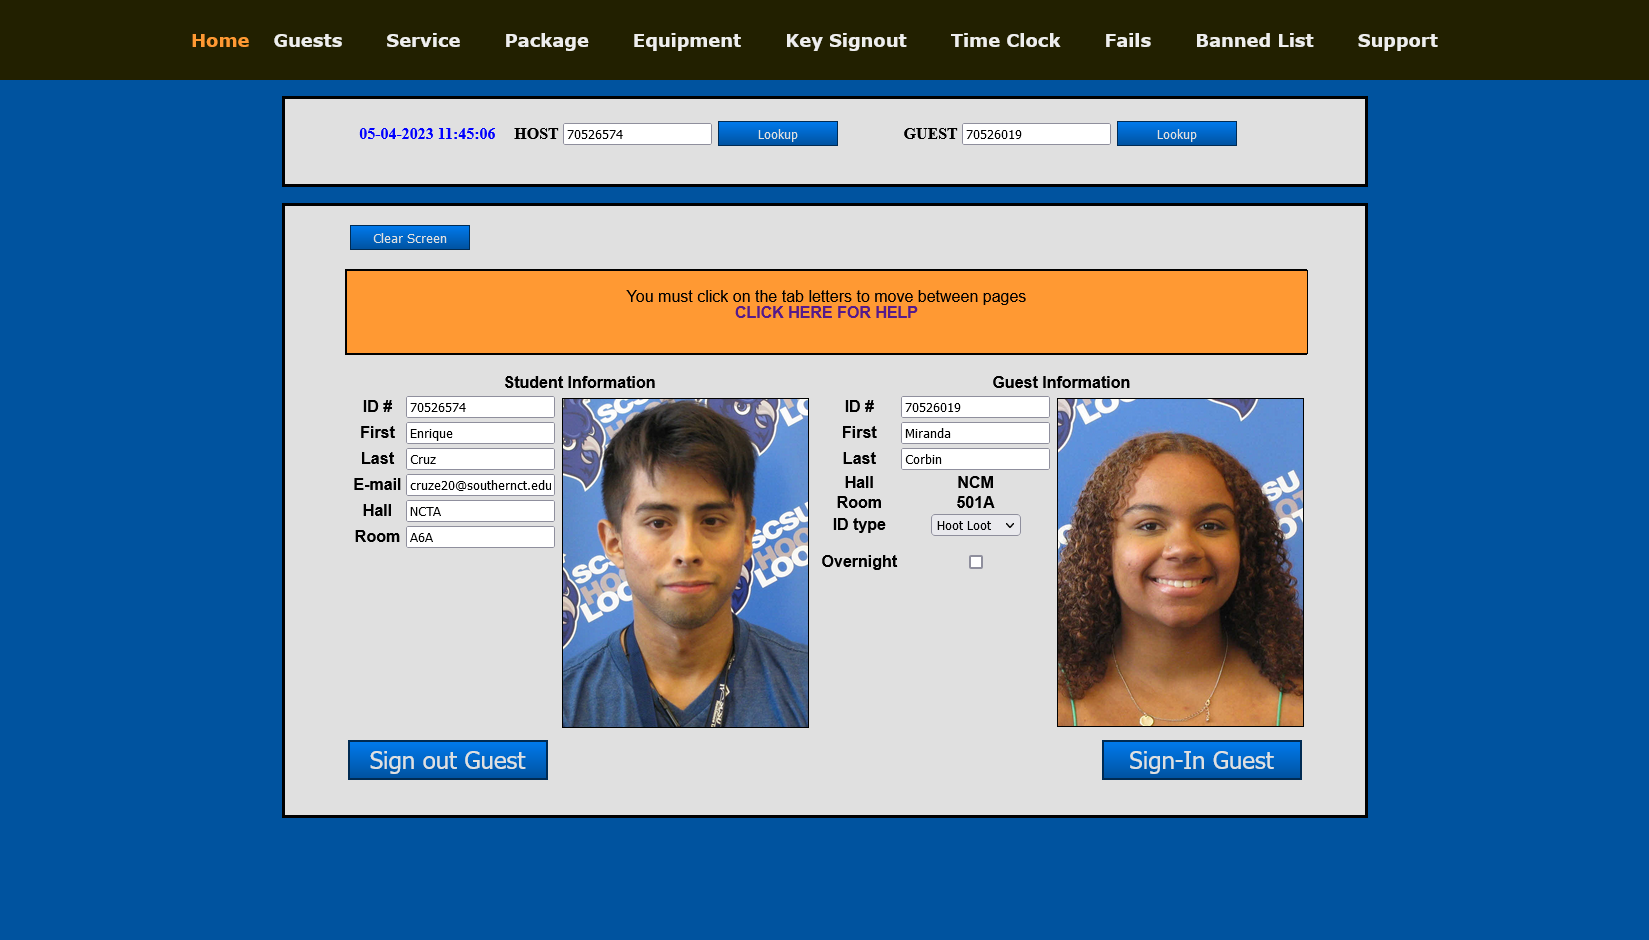 Home Guests Service Package Equipment Key Signout Time Clock Fails Banned List Support
05-04-2023 11:45:06 HOST 70526574 Lookup GUEST 70526019 Lookup
Clear Screen
You must click on the tab letters to move between pages
CLICK HERE FOR HELP
Student Information
ID # 70526574
First Enrique
Last Cruz
E-mail cruze20@southernct.edu
Hall NCTA
Room A6A
SCSU
HOOT
LOOT
Guest Information
ID # 70526019
First Miranda
Last Corbin
Hall NCM
Room 501A
ID type Hoot Loot
Overnight
Sign out Guest
Sign-In Guest